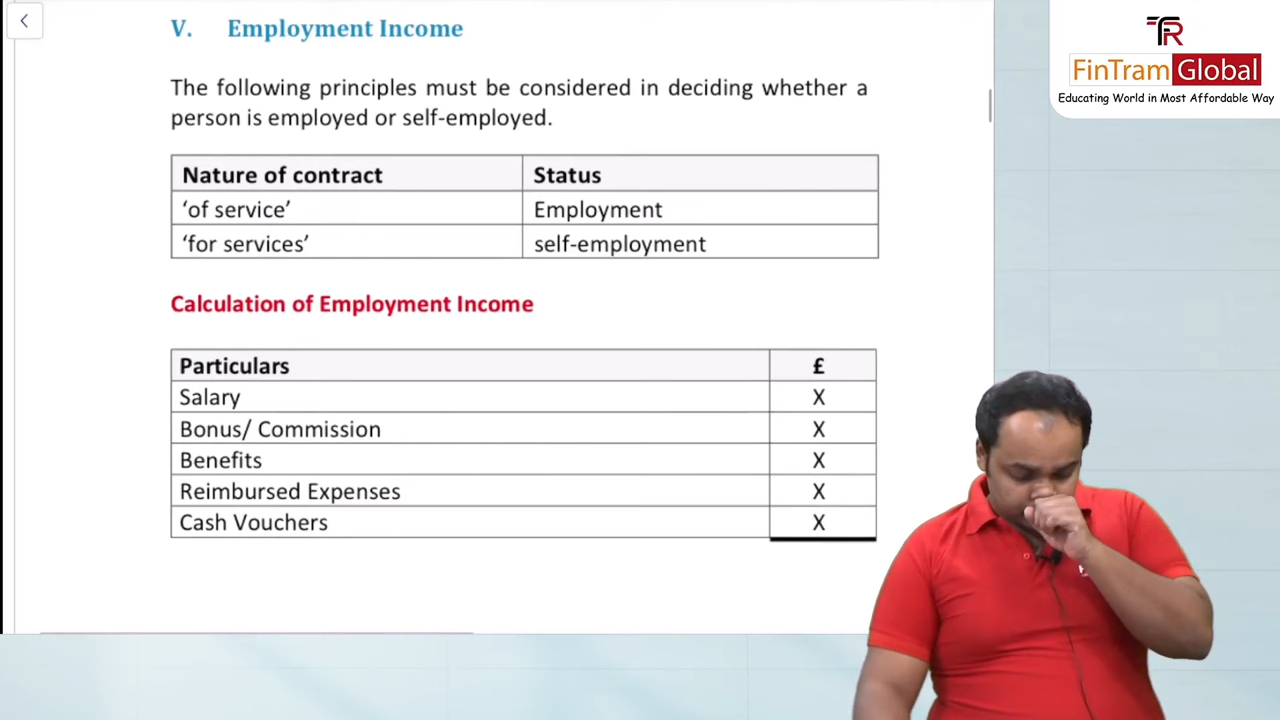 V. Employment Income
The following principles must be considered in deciding whether a
person is employed or self-employed.
Nature of contract Status
‘of service’ Employment
‘for services’ self-employment
Calculation of Employment Income
Particulars £
Salary X
Bonus/ Commission X
Benefits X
Reimbursed Expenses X
Cash Vouchers X
TR
FinTram Global
Educating World in Most Affordable Way